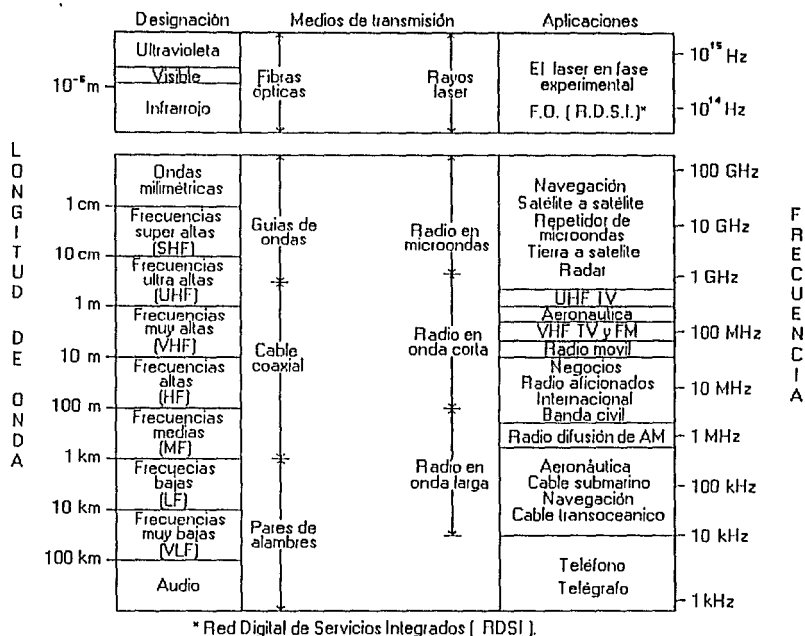 Designación Medios de transmisión Aplicaciones
Ultravioleta
Visible
Infrarrojo
10⁻⁶ m
Fibras
ópticas
Rayos
laser
El laser en fase
experimental
F.O. ( R.D.S.I.)*
10¹⁵ Hz
10¹⁴ Hz
LONGITUD DE ONDA
1 cm
10 cm
1 m
10 m
100 m
1 km
10 km
100 km
Ondas
milimétricas
Frecuencias
super altas
(SHF)
Frecuencias
ultra altas
(UHF)
Frecuencias
muy altas
(VHF)
Frecuencias
altas
(HF)
Frecuencias
medias
(MF)
Frecuecias
bajas
(LF)
Frecuencias
muy bajas
(VLF)
Audio
Guias de
ondas
Cable
coaxial
Pares de
alambres
Radio en
microondas
Radio en
onda corta
Radio en
onda larga
Navegación
Satélite a satélite
Repetidor de
microondas
Tierra a satelite
Radar
UHF TV
Aeronautica
VHF TV y FM
Radio movil
Negocios
Radio aficionados
Internacional
Banda civil
Radio difusión de AM
Aeronáutica
Cable submarino
Navegación
Cable transoceanico
Teléfono
Telégrafo
100 GHz
10 GHz
1 GHz
100 MHz
10 MHz
1 MHz
100 kHz
10 kHz
1 kHz
FRECUENCIA
* Red Digital de Servicios Integrados ( RDSI ).